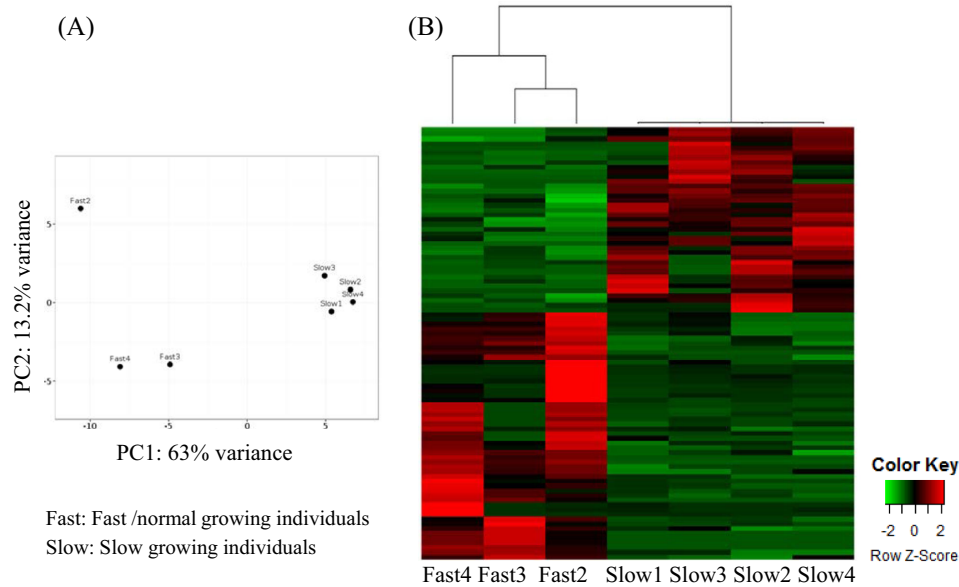 (A)
(B)
Fast2
Slow3
Slow2
Slow4
Slow1
Fast4
Fast3
5
0
-5
-10
-5
0
5
PC2: 13.2% variance
PC1: 63% variance
Fast: Fast /normal growing individuals
Slow: Slow growing individuals
Fast4 Fast3 Fast2 Slow1 Slow3 Slow2 Slow4
Color Key
-2 0 2
Row Z-Score